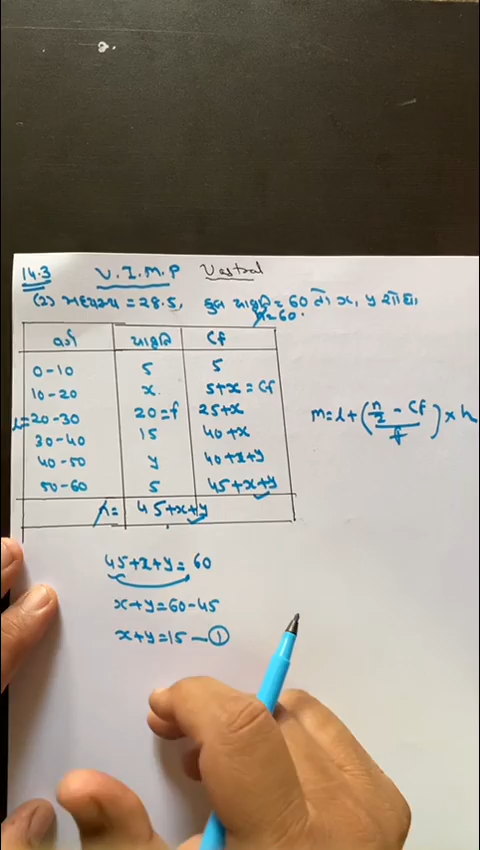 14.3 V.I.M.P Vastral
(2) મધ્યસ્થ = 28.5, કુલ આવૃત્તિ = 60 તો x, y શોધો.
n=60.
વર્ગ આવૃત્તિ cf
0-10 5 5
10-20 x. 5+x = cf
l=20-30 20=f 25+x
30-40 15 40+x
40-50 y 40+x+y
50-60 5 45+x+y
n= 45+x+y
m=l+(n/2 - cf / f)×h
45+x+y=60
x+y=60-45
x+y=15 —①